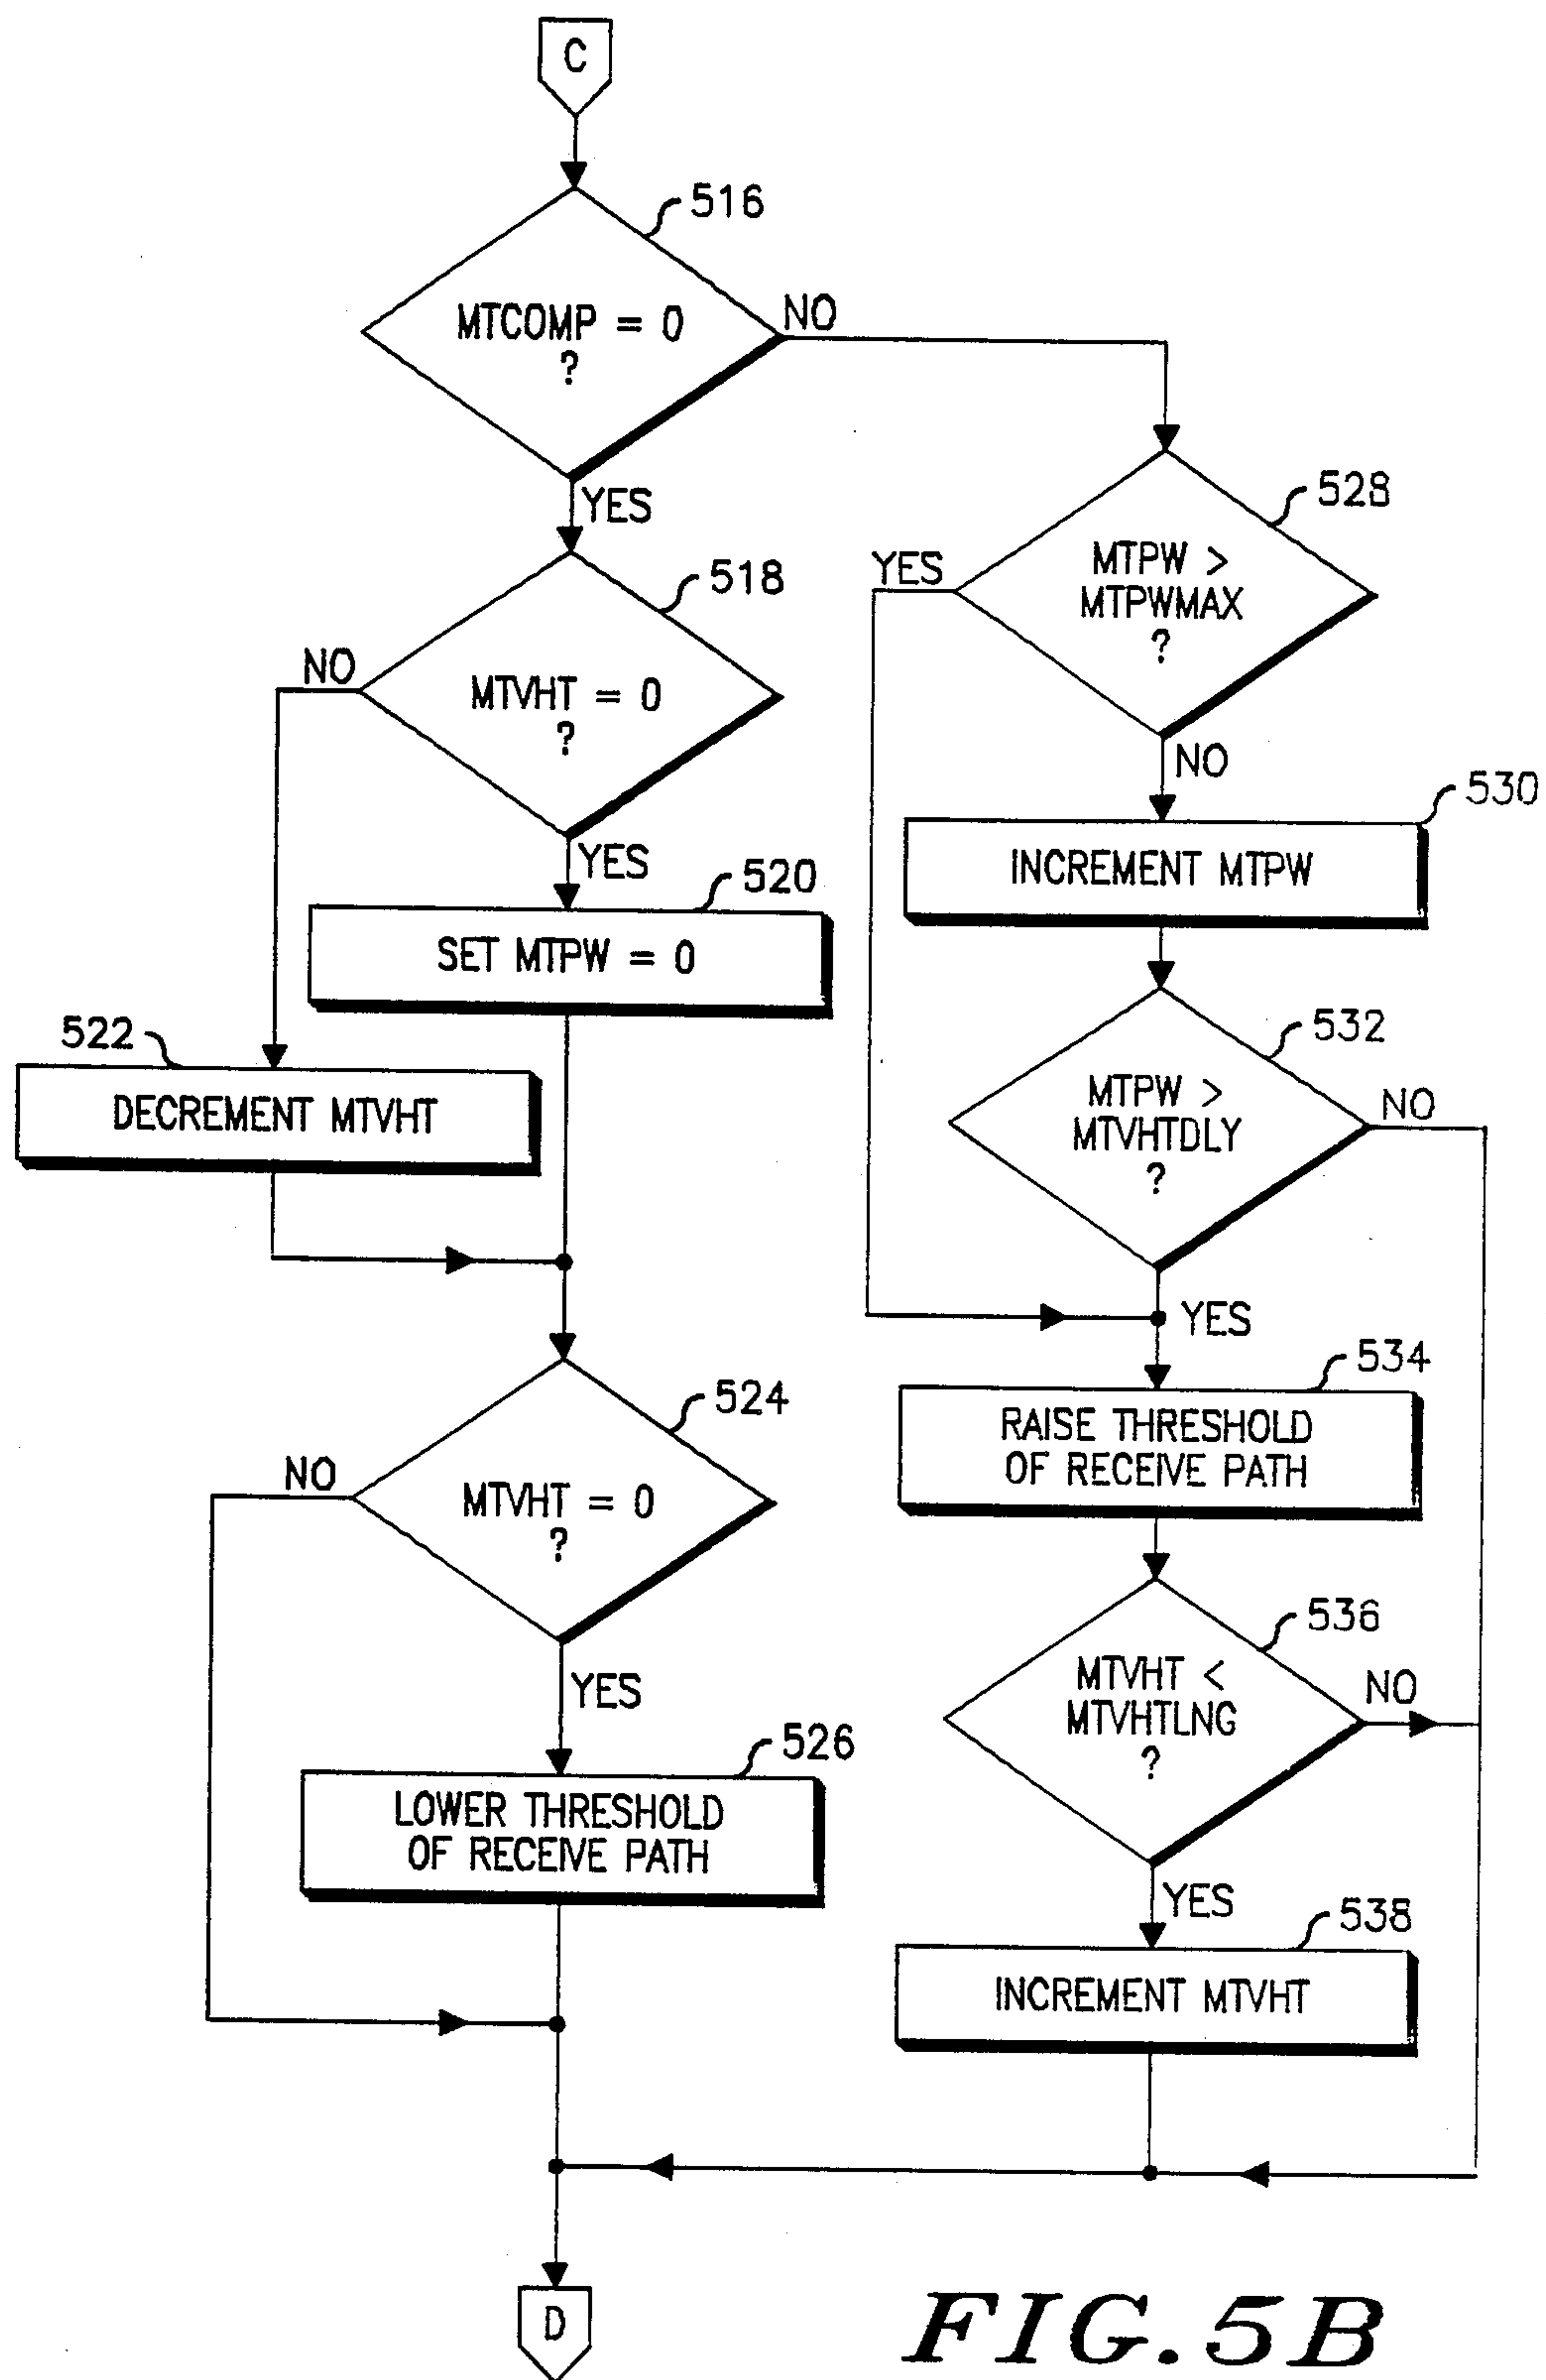 C
516
MTCOMP = 0
?
NO
YES
518
MTVHT = 0
?
NO
YES
520
SET MTPW = 0
522
DECREMENT MTVHT
524
MTVHT = 0
?
NO
YES
526
LOWER THRESHOLD
OF RECEIVE PATH
528
MTPW >
MTPWMAX
?
YES
NO
530
INCREMENT MTPW
532
MTPW >
MTVHTDLY
?
NO
YES
534
RAISE THRESHOLD
OF RECEIVE PATH
536
MTVHT <
MTVHTLNG
?
NO
YES
538
INCREMENT MTVHT
D
FIG.5B